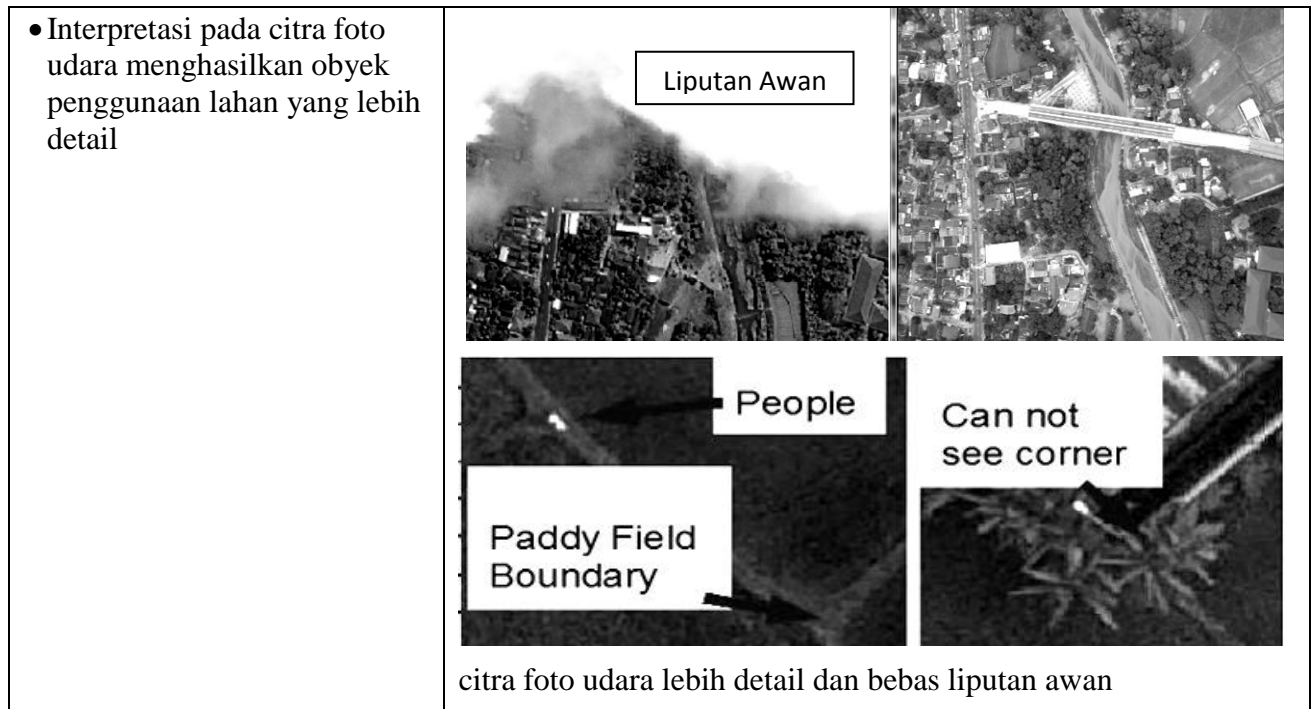 • Interpretasi pada citra foto
udara menghasilkan obyek
penggunaan lahan yang lebih
detail
Liputan Awan
People
Paddy Field
Boundary
Can not
see corner
citra foto udara lebih detail dan bebas liputan awan